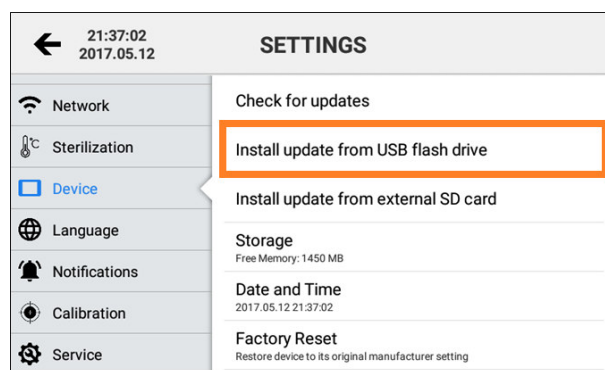 21:37:02
2017.05.12
SETTINGS
Network
°C
Sterilization
Device
Language
Notifications
Calibration
Service
Check for updates
Install update from USB flash drive
Install update from external SD card
Storage
Free Memory: 1450 MB
Date and Time
2017.05.12 21:37:02
Factory Reset
Restore device to its original manufacturer setting